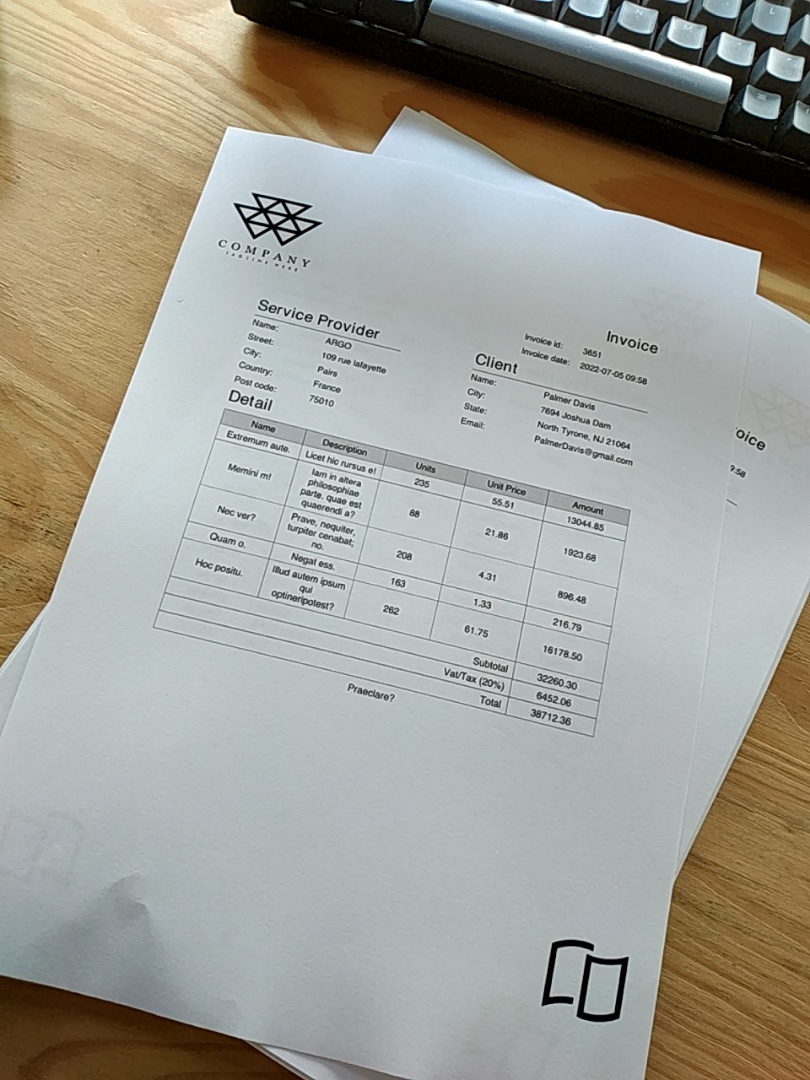 COMPANY
TAGLINE HERE
Invoice
Invoice id: 3651
Invoice date: 2022-07-05 09:58
Service Provider
Name: ARGO
Street: 109 rue lafayette
City: Pairs
Country: France
Post code: 75010
Client
Name: Palmer Davis
City: 7694 Joshua Dam
State: North Tyrone, NJ 21064
Email: PalmerDavis@gmail.com
Detail
Name Description Units Unit Price Amount
Extremum aute. Licet hic rursus e! 235 55.51 13044.85
Memini m! Iam in altera
philosophiae
parte. quae est
quaerendi a? 88 21.86 1923.68
Nec ver? Prave, nequiter,
turpiter cenabat;
no. 208 4.31 896.48
Quam o. Negat ess. 163 1.33 216.79
Hoc positu. Illud autem ipsum
qui
optineripotest? 262 61.75 16178.50
Subtotal 32260.30
Vat/Tax (20%) 6452.06
Total 38712.36
Praeclare?
oice
9:58